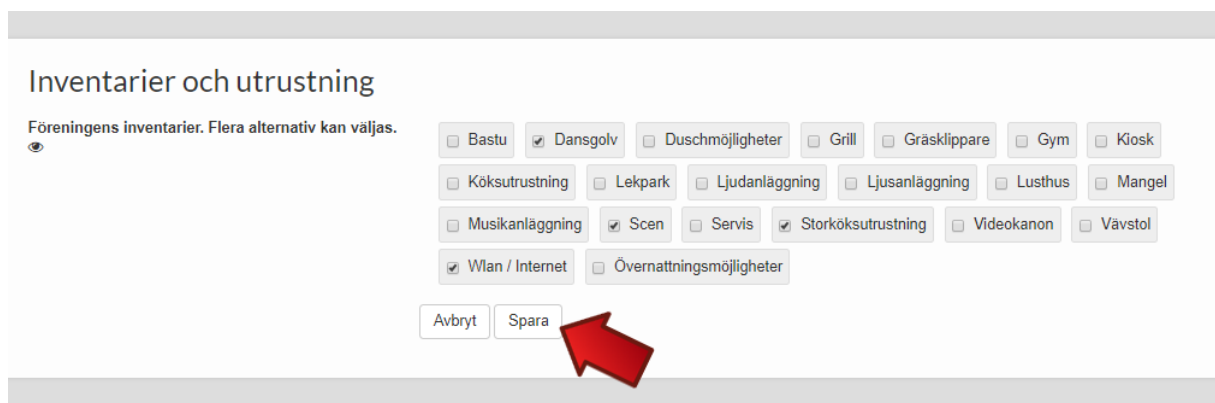 Inventarier och utrustning
Föreningens inventarier. Flera alternativ kan väljas.
Bastu Dansgolv Duschmöjligheter Grill Gräsklippare Gym Kiosk
Köksutrustning Lekpark Ljudanläggning Ljusanläggning Lusthus Mangel
Musikanläggning Scen Servis Storköksutrustning Videokanon Vävstol
Wlan / Internet Övernattningsmöjligheter
Avbryt Spara